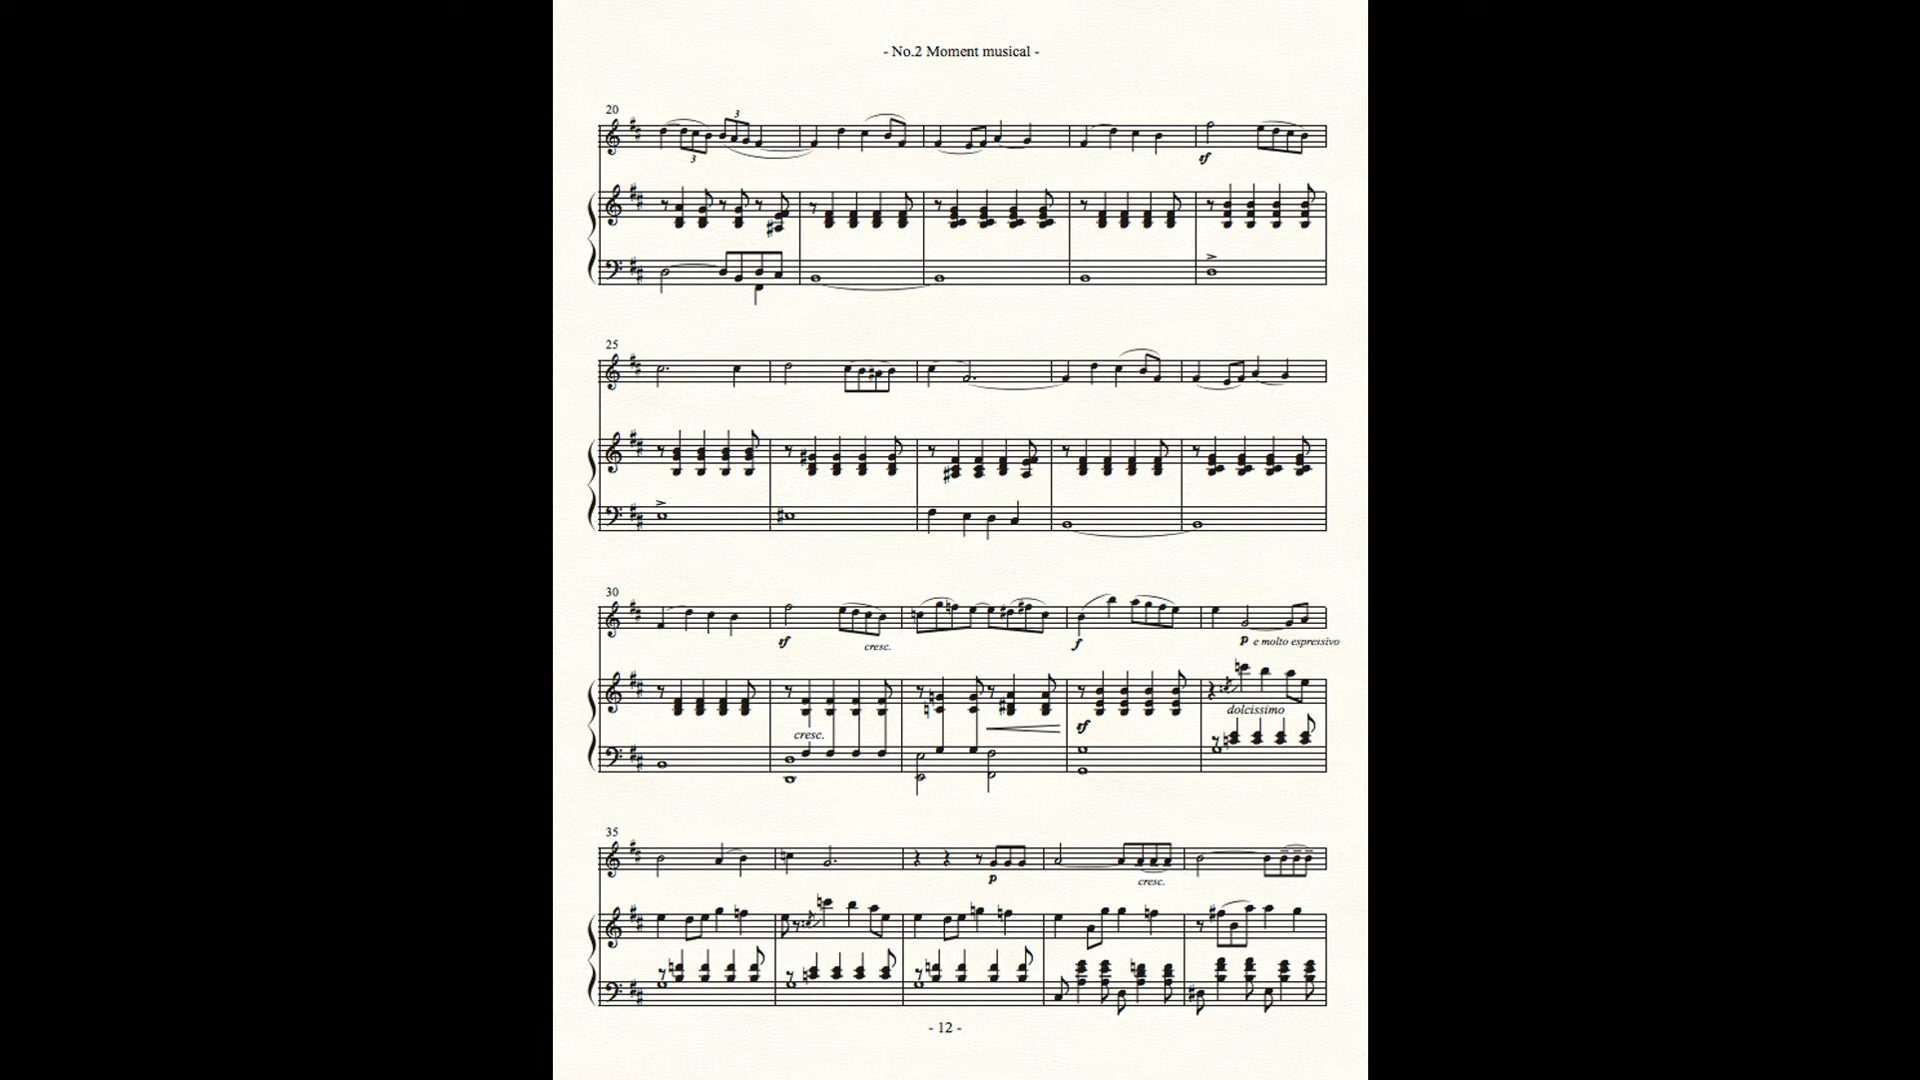 - No.2 Moment musical -
20
3
3
sf
25
30
sf
cresc.
f
p e molto espressivo
cresc.
sf
dolcissimo
35
p
cresc.
- 12 -